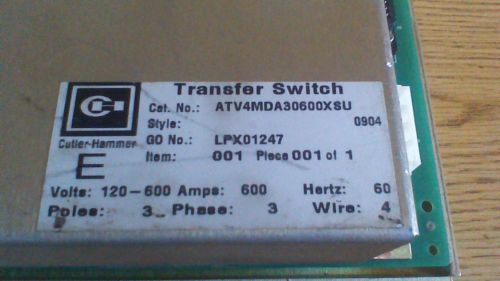 Transfer Switch
Cat. No.: ATV4MDA30600XSU
Style: 0904
Cutler-Hammer GO No.: LPX01247
E Item: 001 Piece 001 of 1
Volts: 120-600 Amps: 600 Hertz: 60
Poles: 3 Phase: 3 Wire: 4